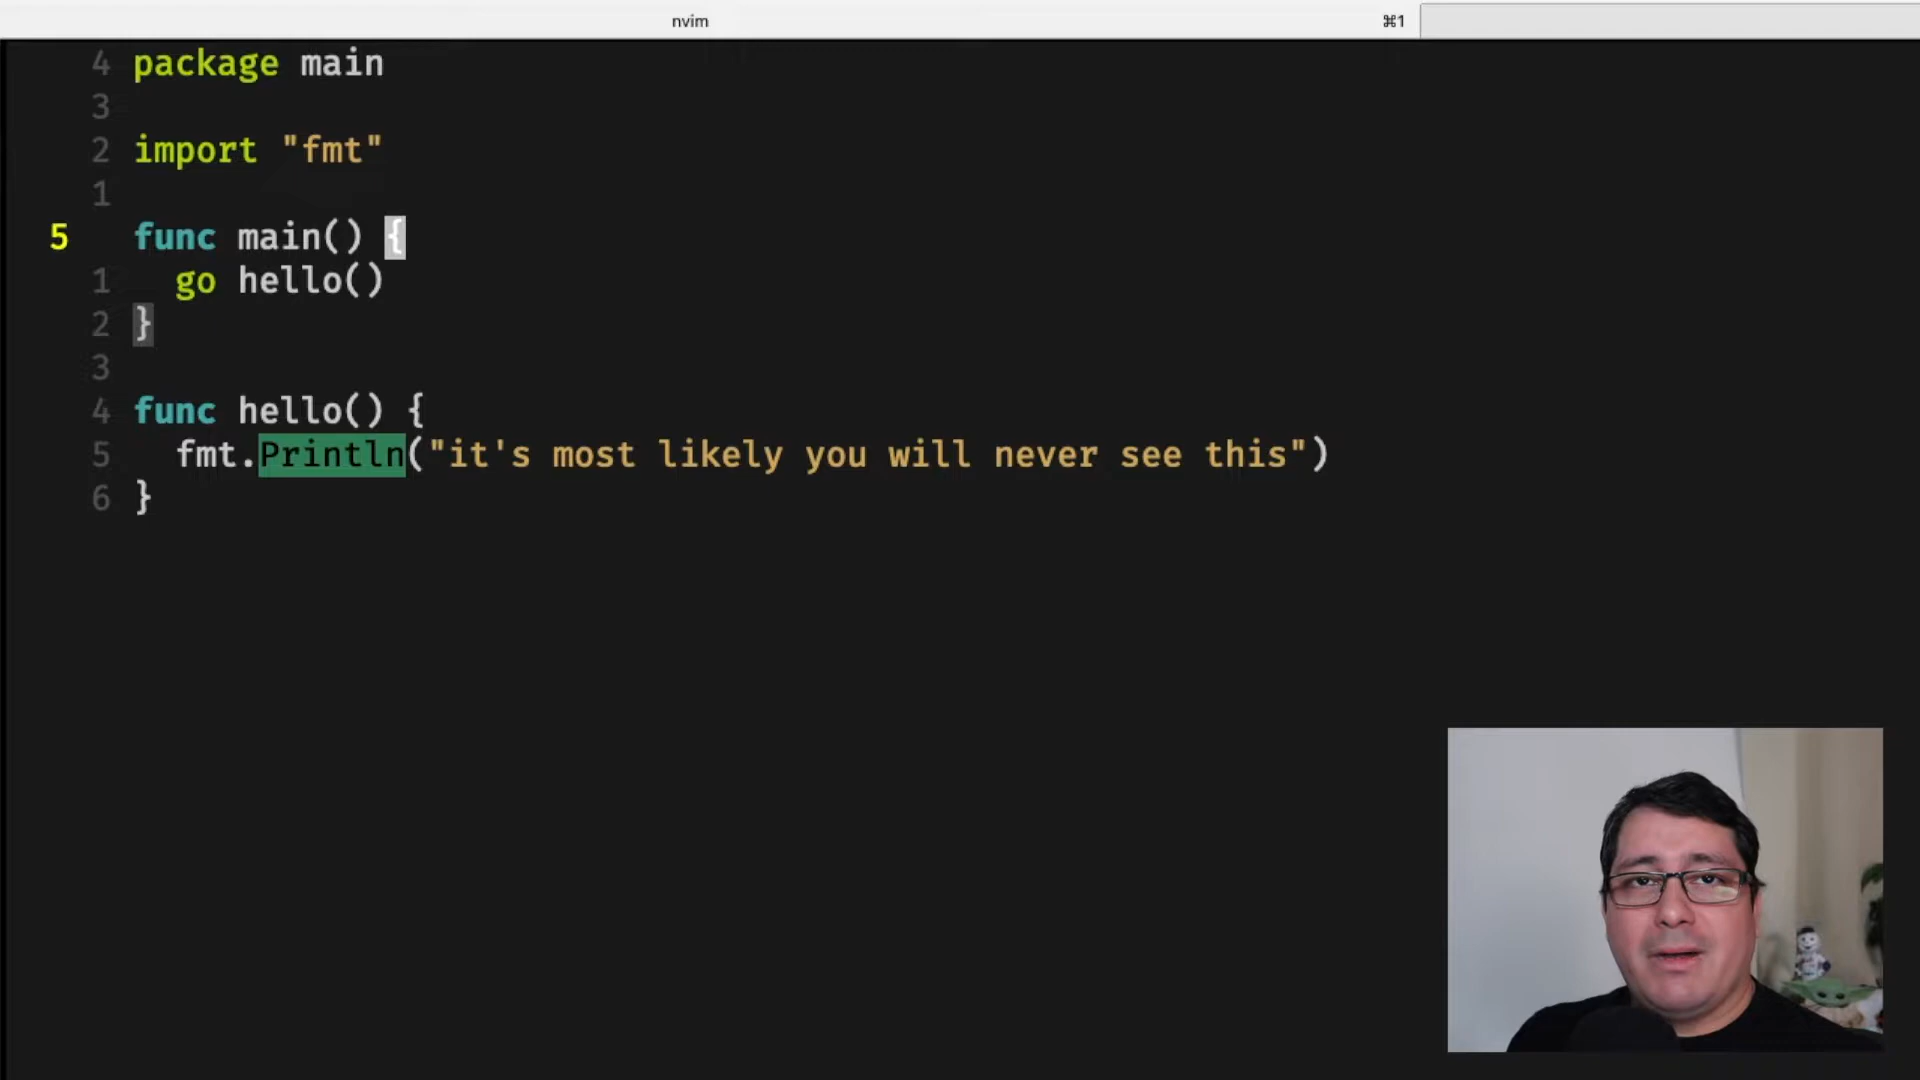 nvim ⌘1
4 package main
3
2 import "fmt"
1
5 func main() {
1 go hello()
2 }
3
4 func hello() {
5 fmt.Println("it's most likely you will never see this")
6 }